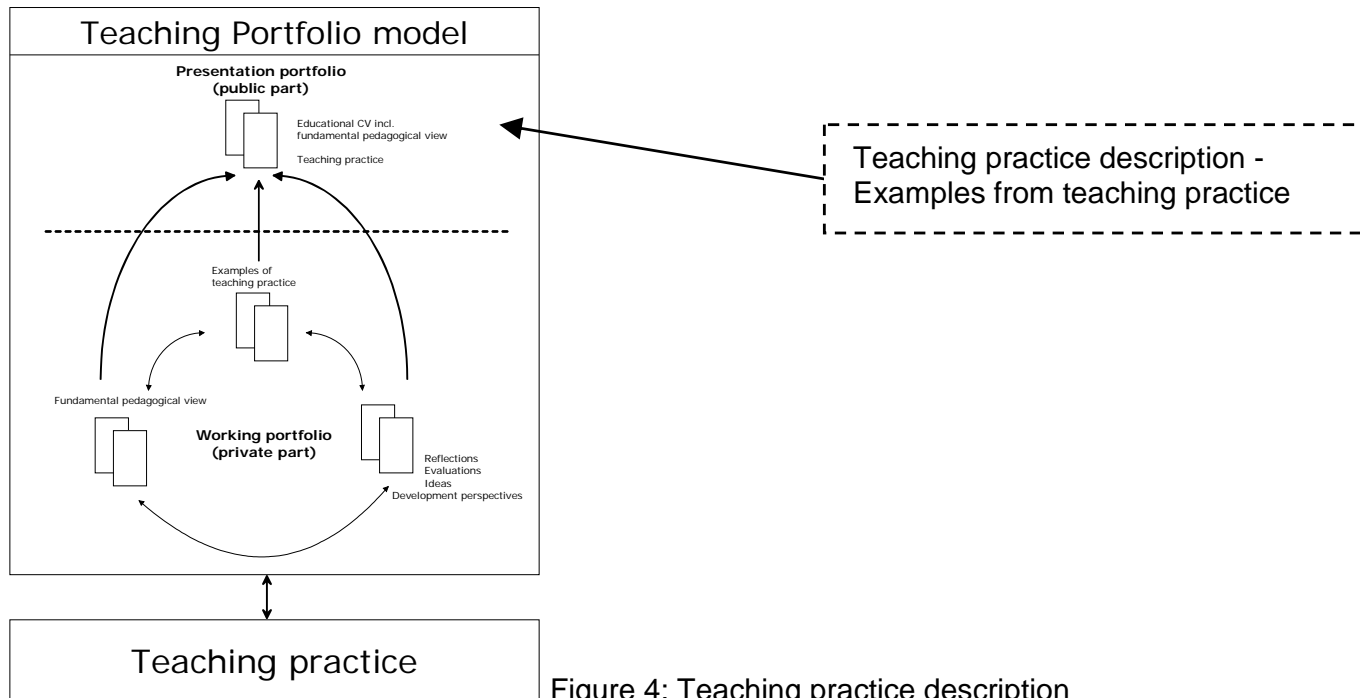 Teaching Portfolio model
Presentation portfolio
(public part)
Educational CV incl.
fundamental pedagogical view
Teaching practice
Teaching practice description -
Examples from teaching practice
Examples of
teaching practice
Fundamental pedagogical view
Working portfolio
(private part)
Reflections
Evaluations
Ideas
Development perspectives
Teaching practice
Figure 4: Teaching practice description